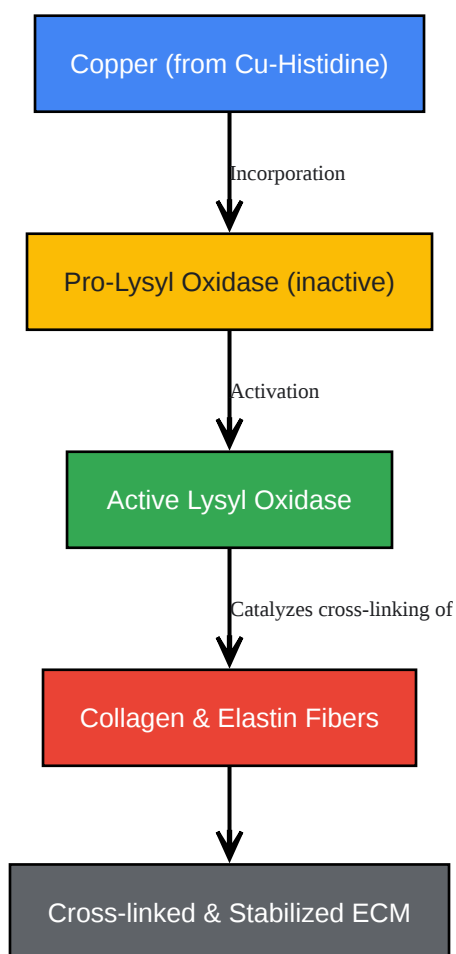 Copper (from Cu-Histidine)
Incorporation
Pro-Lysyl Oxidase (inactive)
Activation
Active Lysyl Oxidase
Catalyzes cross-linking of
Collagen & Elastin Fibers
Cross-linked & Stabilized ECM